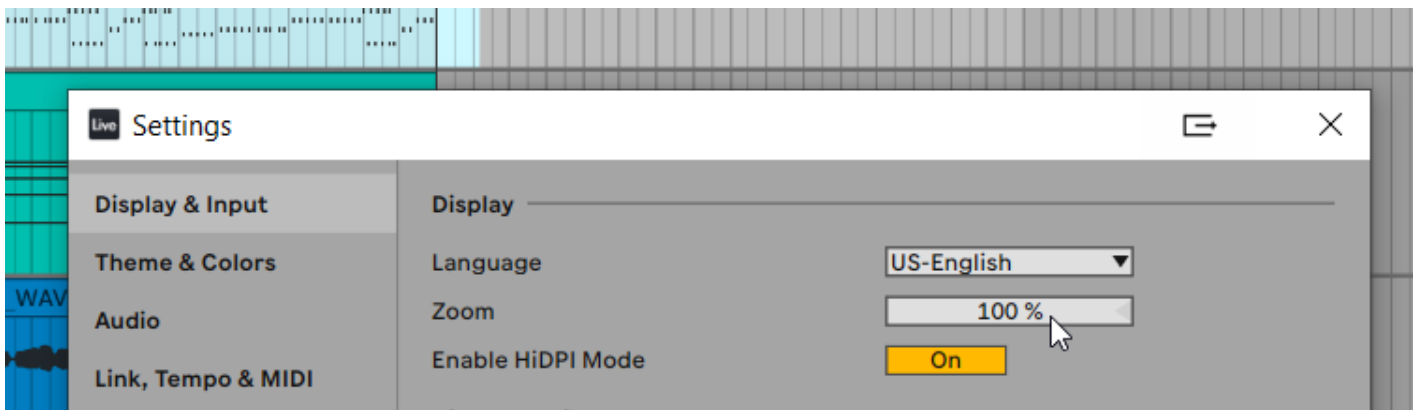 Live Settings
Display & Input
Display
Theme & Colors
Language
US-English
_WAV
Audio
Zoom
100 %
Link, Tempo & MIDI
Enable HiDPI Mode
On